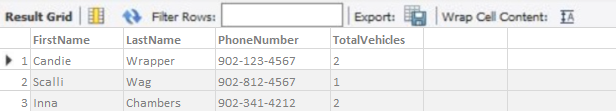 Result Grid Filter Rows: Export: Wrap Cell Content:
FirstName LastName PhoneNumber TotalVehicles
1 Candie Wrapper 902-123-4567 2
2 Scalli Wag 902-812-4567 1
3 Inna Chambers 902-341-4212 2